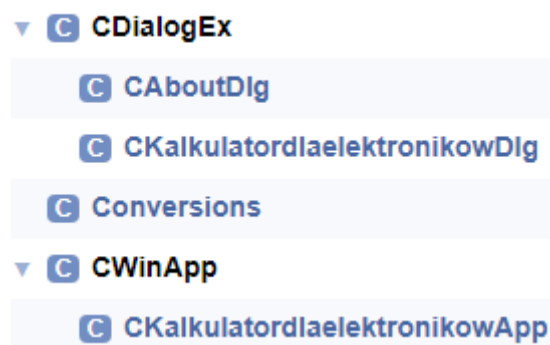 C CDialogEx
C CAboutDlg
C CKalkulatordlaelektronikowDlg
C Conversions
C CWinApp
C CKalkulatordlaelektronikowApp